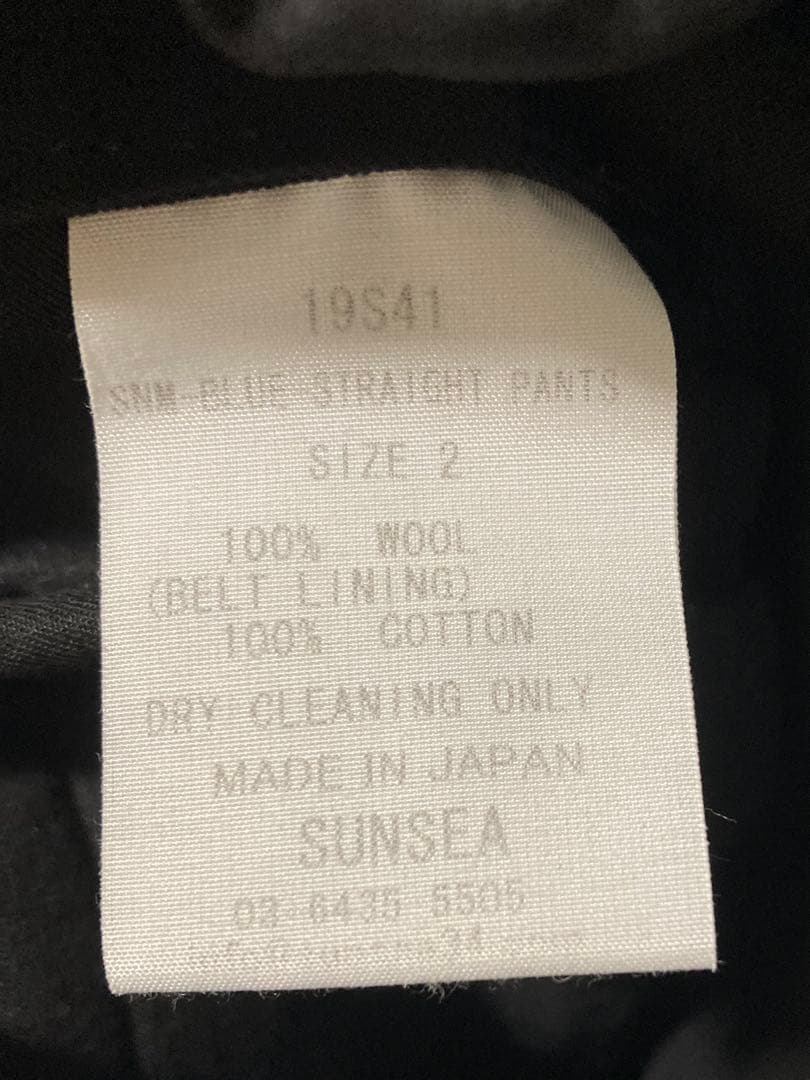 19S41
SNM-BLUE STRAIGHT PANTS
SIZE 2
100% WOOL
(BELT LINING)
100% COTTON
DRY CLEANING ONLY
MADE IN JAPAN
SUNSEA
03-6435 5505